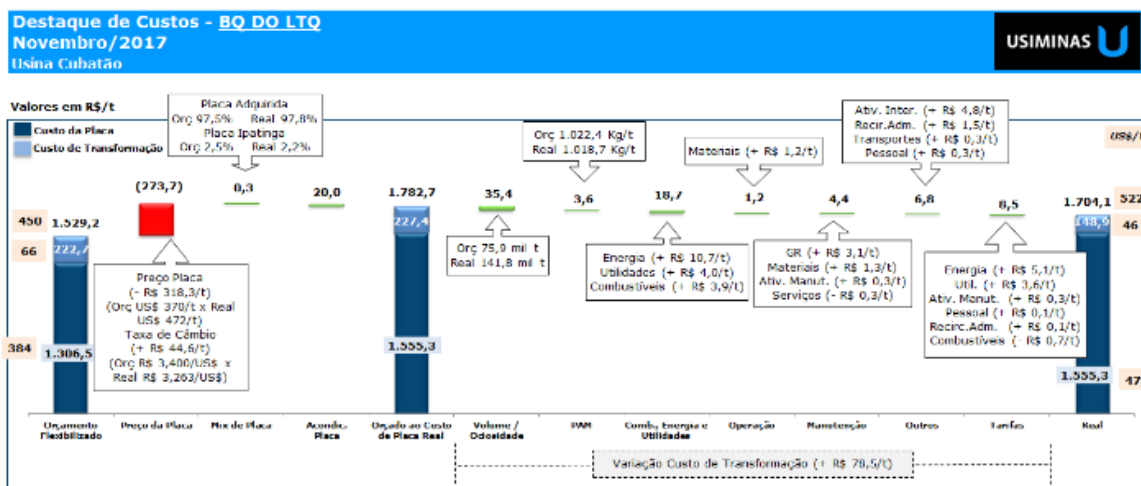 Destaque de Custos - BQ DO LTQ
Novembro/2017
Usina Cubatão
USIMINAS
Valores em R$/t
Custo da Placa
Custo de Transformação
Placa Adquirida
Orç 97,5% Real 97,8%
Placa Ipatinga
Orç 2,5% Real 2,2%
Orç 1.022,4 Kg/t
Real 1.018,7 Kg/t
Materiais (+ R$ 1,2/t)
Ativ. Inter. (+ R$ 4,8/t)
Recir.Adm. (+ R$ 1,5/t)
Transportes (+ R$ 0,3/t)
Pessoal (+ R$ 0,3/t)
US$/
450 1.529,2
(273,7)
0,3
20,0
1.782,7
35,4
3,6
18,7
1,2
4,4
6,8
8,5
1.704,1 522
66 222,7
227,4
148,9 46
Preço Placa
(- R$ 318,3/t)
(Orç US$ 370/t x Real
US$ 472/t)
Taxa de Câmbio
(+ R$ 44,6/t)
(Orç R$ 3,400/US$ x
Real R$ 3,263/US$)
Orç 75,9 mil t
Real 141,8 mil t
Energia (+ R$ 10,7/t)
Utilidades (+ R$ 4,0/t)
Combustíveis (+ R$ 3,9/t)
GR (+ R$ 3,1/t)
Materiais (+ R$ 1,3/t)
Ativ. Manut. (+ R$ 0,3/t)
Serviços (- R$ 0,3/t)
Energia (+ R$ 5,1/t)
Util. (+ R$ 3,6/t)
Ativ. Manut. (+ R$ 0,3/t)
Pessoal (+ R$ 0,1/t)
Recirc.Adm. (+ R$ 0,1/t)
Combustíveis (- R$ 0,7/t)
384 1.306,5
1.555,3
1.555,3 47
Orçamento Flexibilizado
Preço da Placa
Mix de Placa
Acondic. Placa
Orçado ao Custo de Placa Real
Volume / Ociosidade
PAM
Comb., Energia e Utilidades
Operação
Manutenção
Outros
Tarifas
Real
Variação Custo de Transformação (+ R$ 78,5/t)